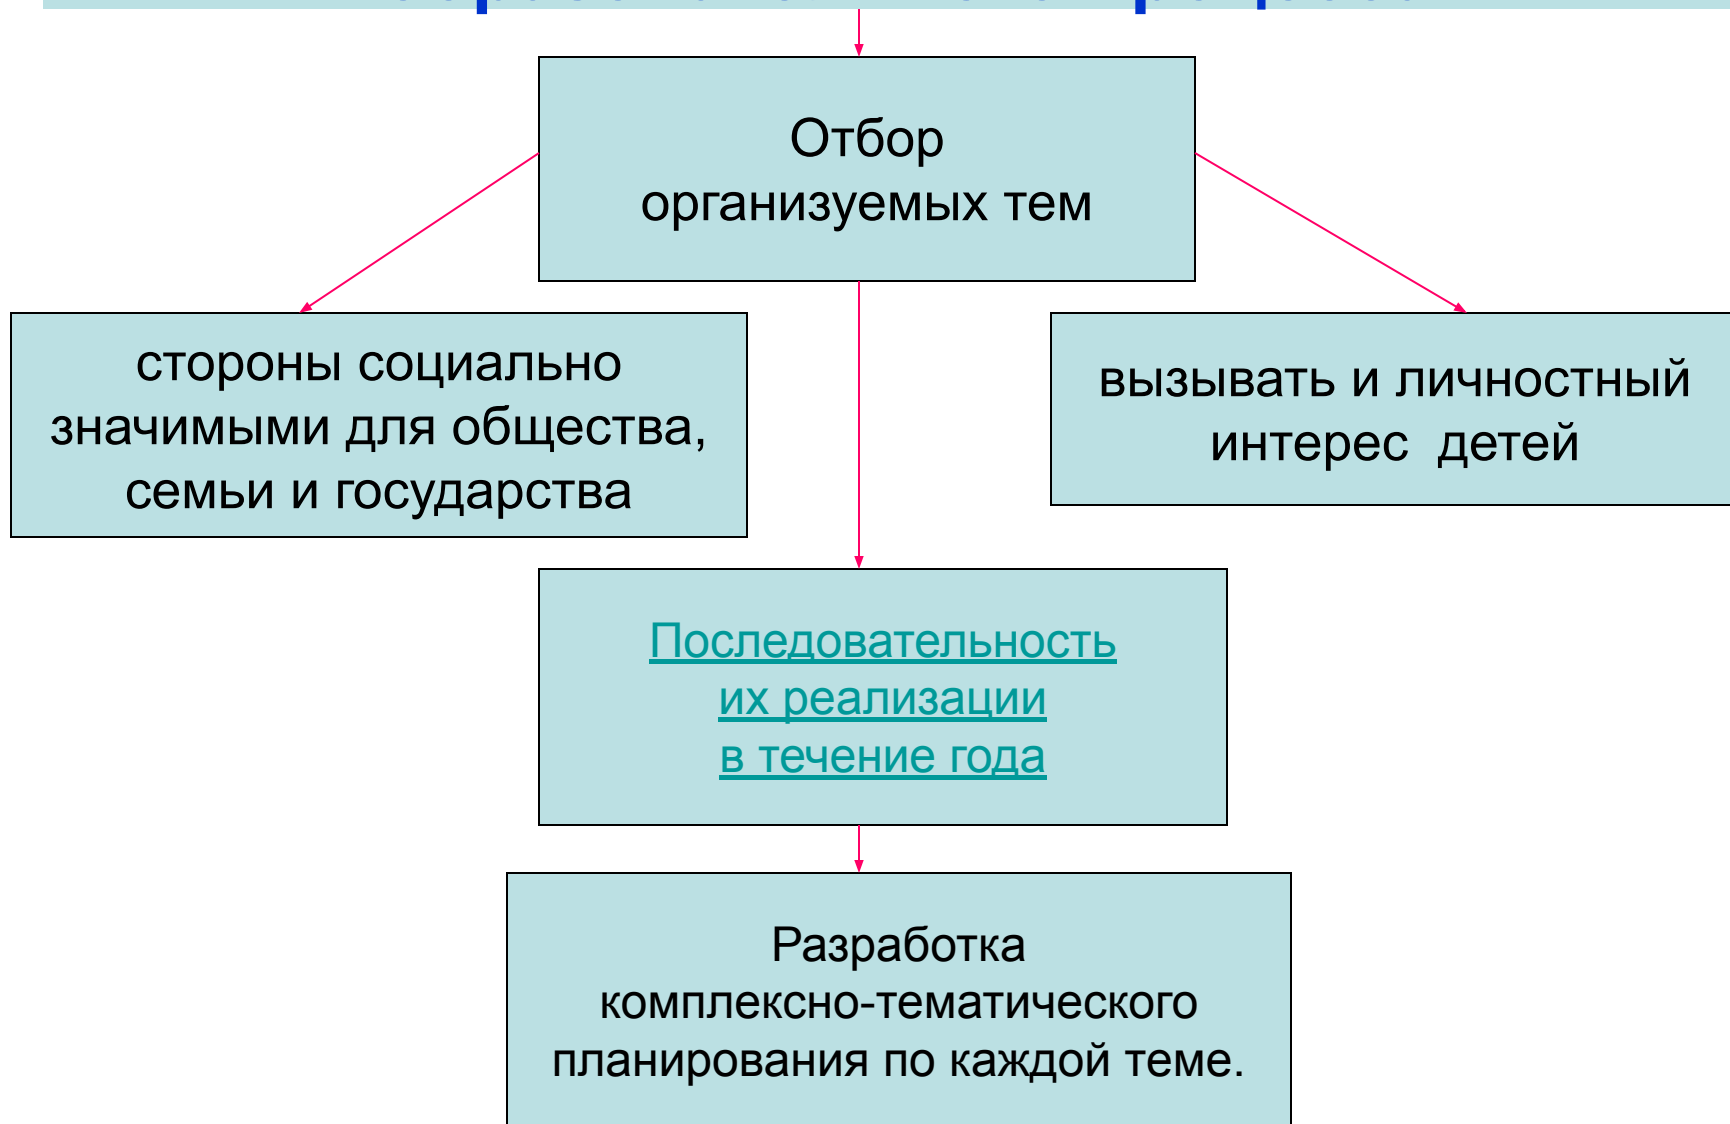 Отбор
организуемых тем
стороны социально
значимыми для общества,
семьи и государства
вызывать и личностный
интерес детей
Последовательность
их реализации
в течение года
Разработка
комплексно-тематического
планирования по каждой теме.